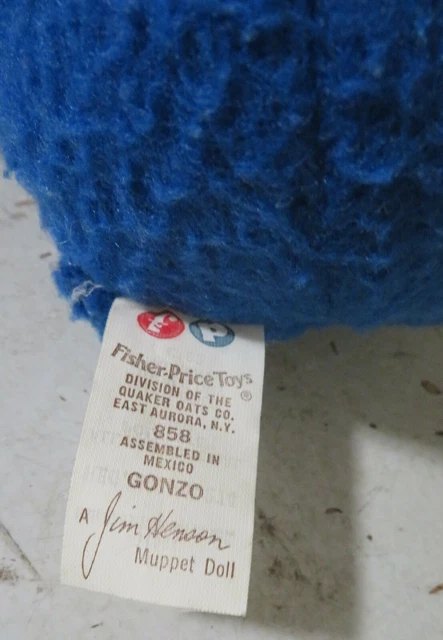 Fisher-Price Toys®
DIVISION OF THE
QUAKER OATS CO.
EAST AURORA, N.Y.
858
ASSEMBLED IN
MEXICO
GONZO
A Jim Henson
Muppet Doll